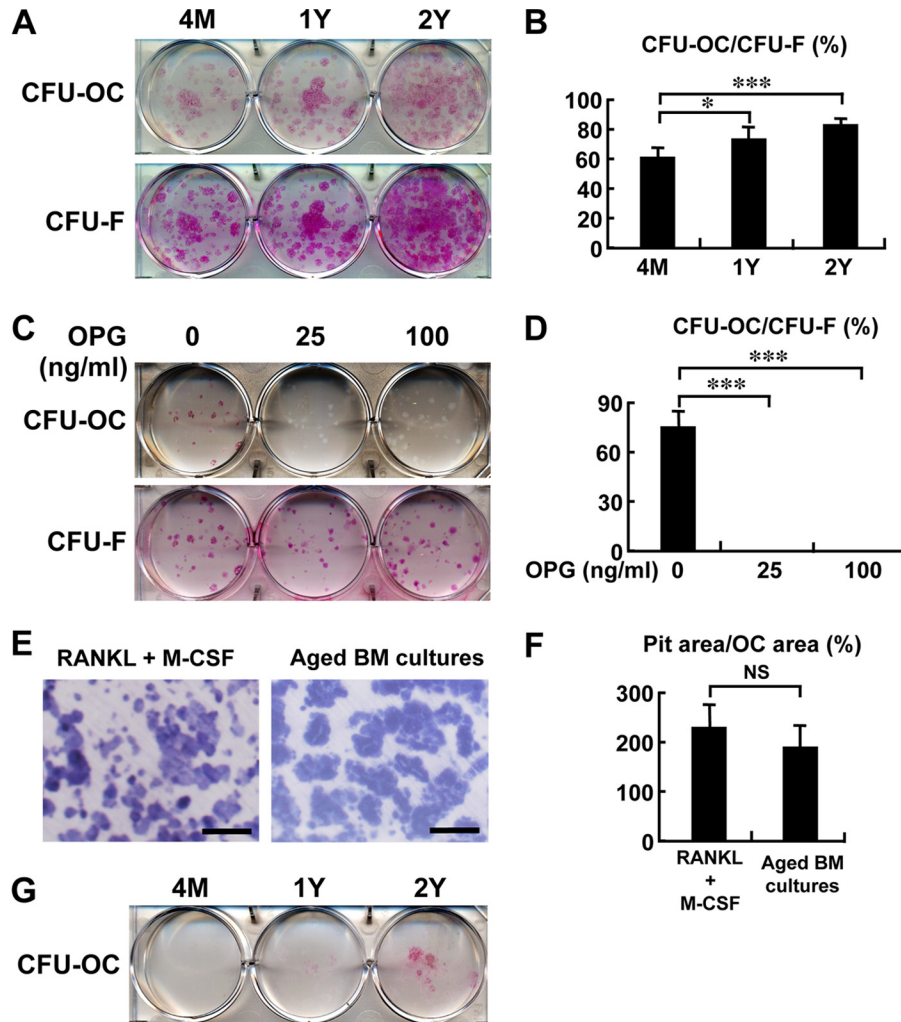 A
4M 1Y 2Y
CFU-OC
CFU-F
B
CFU-OC/CFU-F (%)
***
*
100
80
60
40
20
0
4M 1Y 2Y
C
OPG 0 25 100
(ng/ml)
CFU-OC
CFU-F
D
CFU-OC/CFU-F (%)
***
***
90
60
30
0
OPG (ng/ml) 0 25 100
E
RANKL + M-CSF Aged BM cultures
F
Pit area/OC area (%)
NS
300
200
100
0
RANKL
+
M-CSF
Aged BM
cultures
G
4M 1Y 2Y
CFU-OC